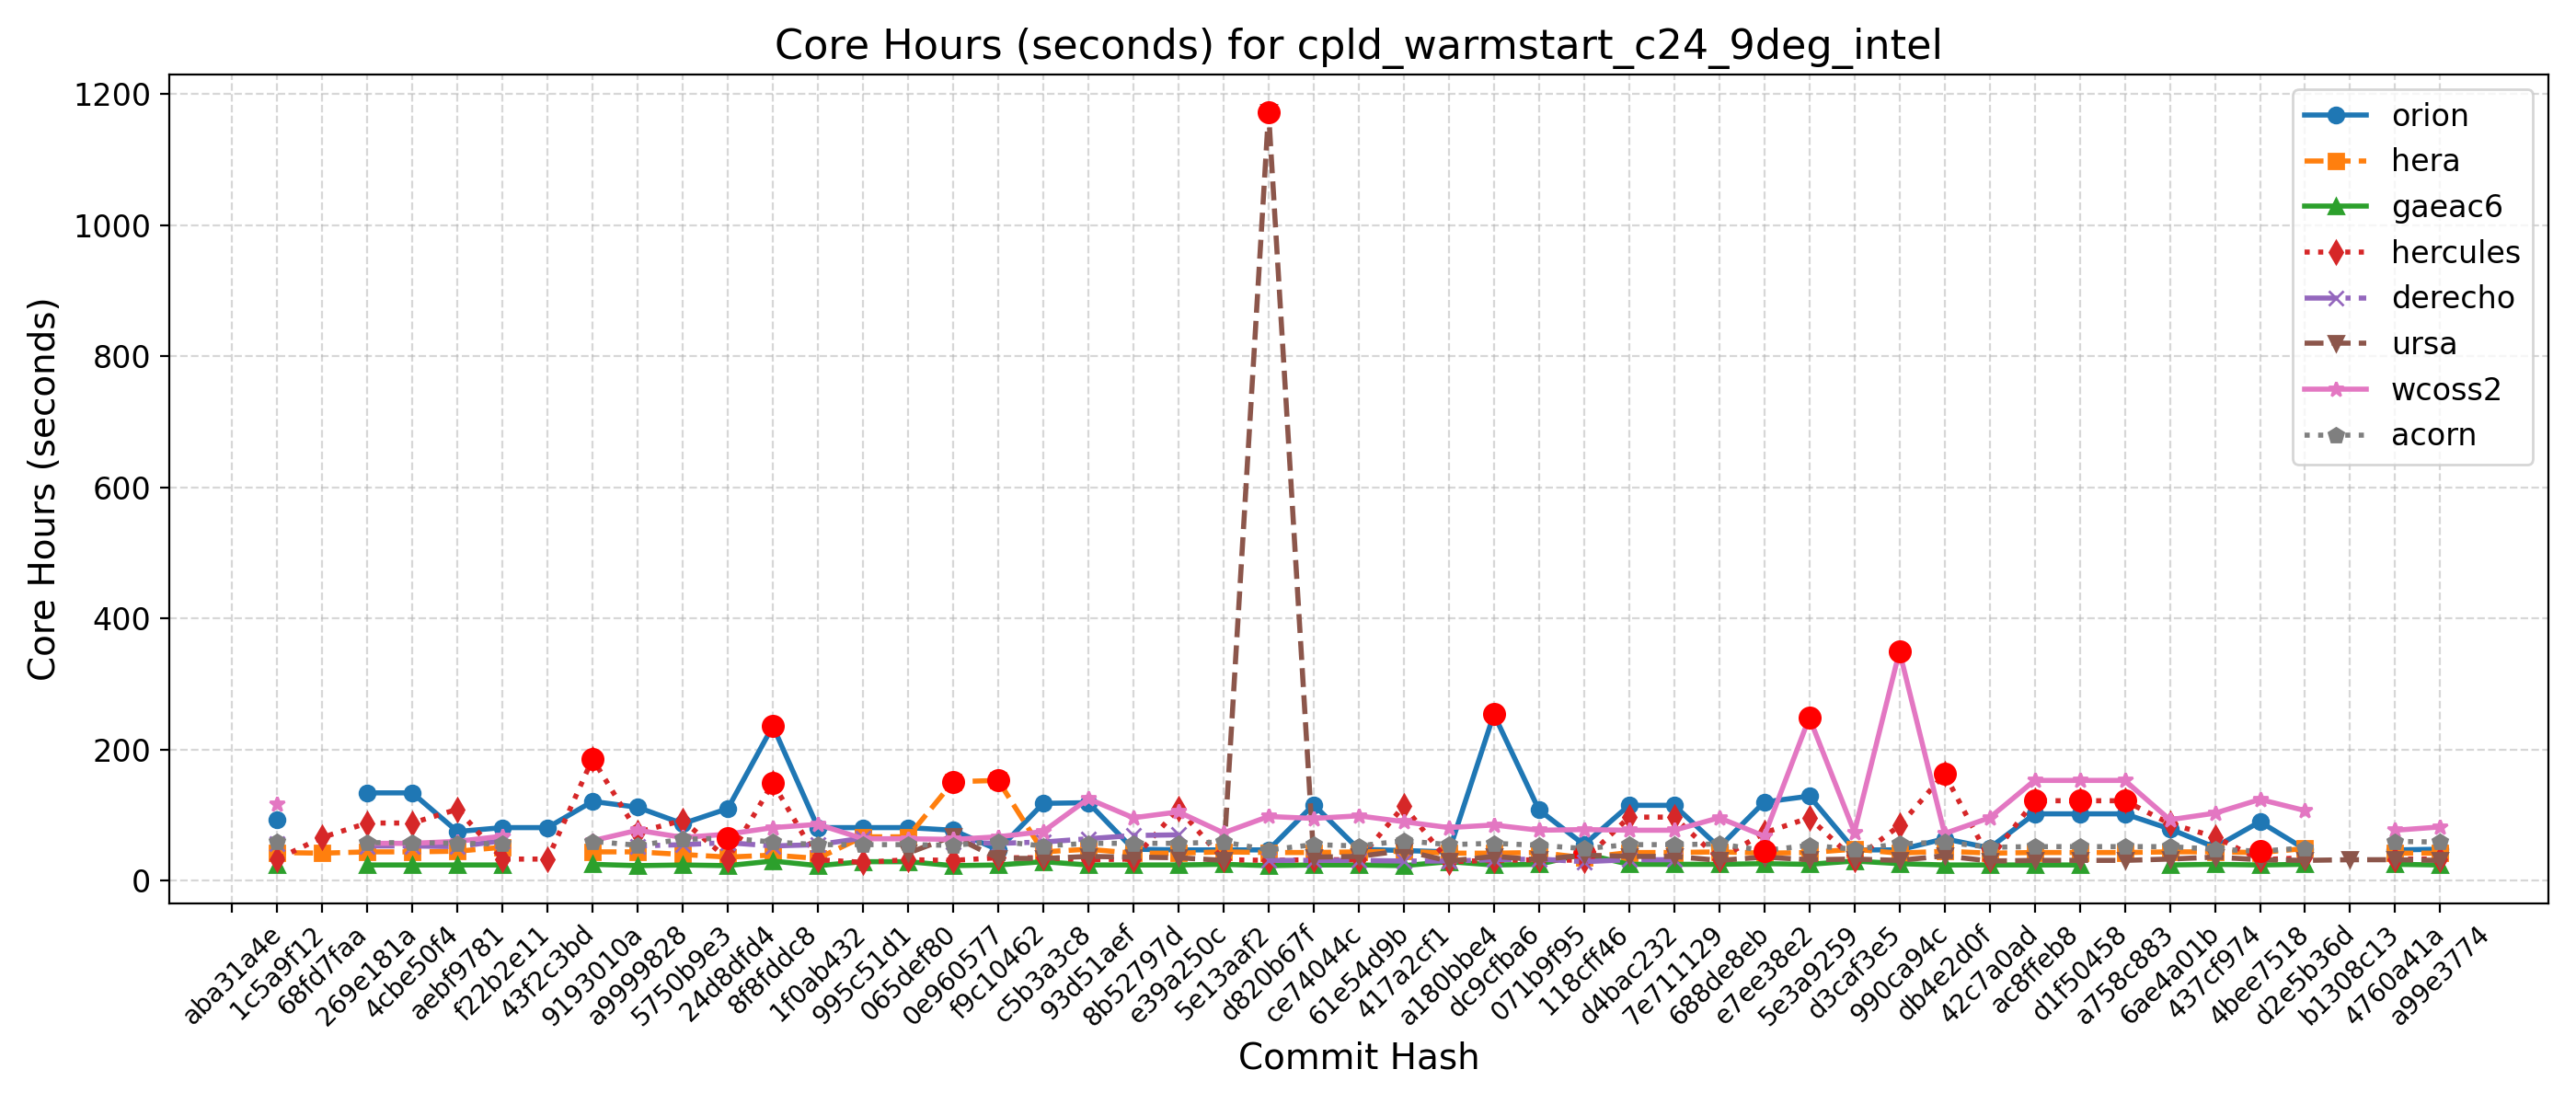 Core Hours (seconds) for cpld_warmstart_c24_9deg_intel
Core Hours (seconds)
1200
1000
800
600
400
200
0
orion
hera
gaeac6
hercules
derecho
ursa
wcoss2
acorn
aba31a4e
1c5a9f12
68fd7faa
269e181a
4cbe50f4
aebf9781
f22b2e11
43f2c3bd
9193010a
a9999828
5750b9e3
24d8dfd4
8f8fddc8
1f0ab432
995c51d1
065def80
0e960577
f9c10462
c5b3a3c8
93d51aef
8b52797d
e39a250c
5e13aaf2
d820b67f
ce74044c
61e54d9b
417a2cf1
a180bbe4
dc9cfba6
071b9f95
118cff46
d4bac232
7e711129
688de8eb
e7ee38e2
5e3a9259
d3caf3e5
990ca94c
db4e2d0f
42c7a0ad
ac8ffeb8
d1f50458
a758c883
6ae4a01b
437cf974
4bee7518
d2e5b36d
b1308c13
4760a41a
a99e3774
Commit Hash